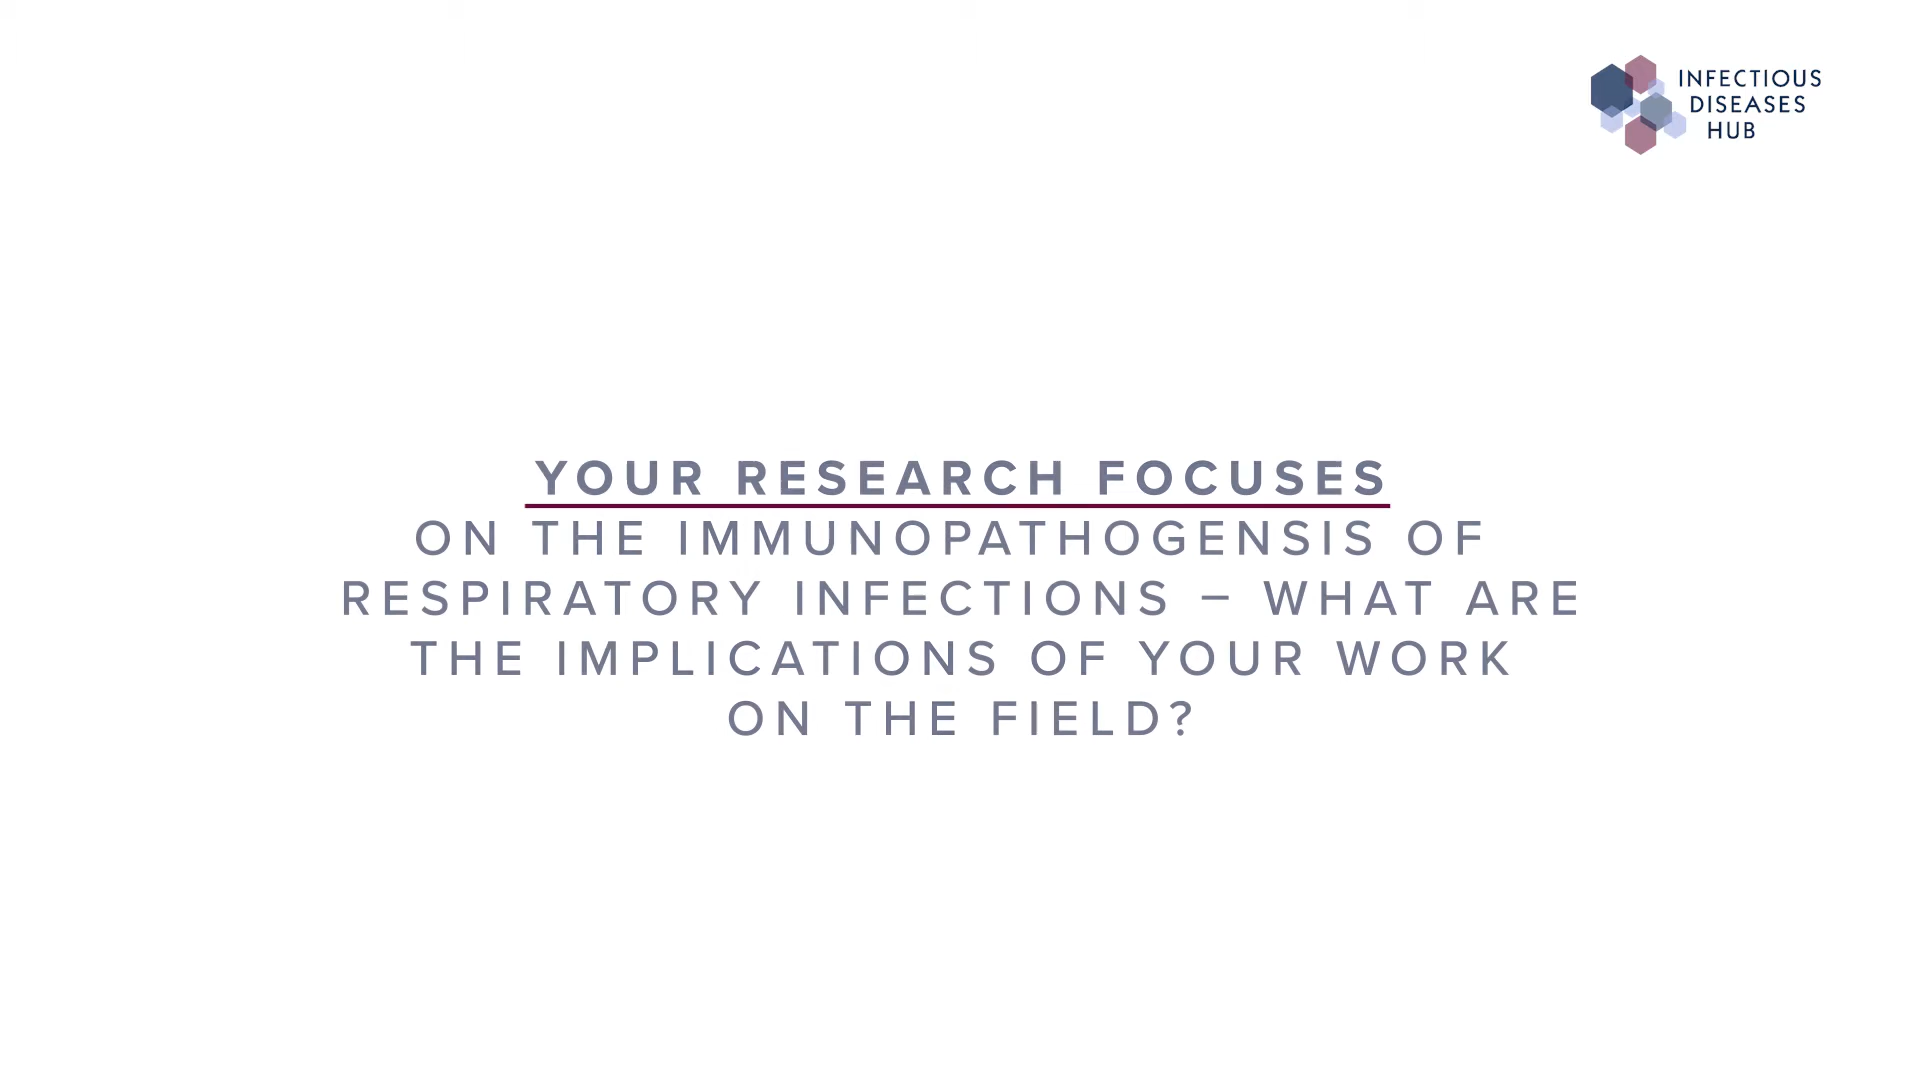 INFECTIOUS
DISEASES
HUB
YOUR RESEARCH FOCUSES
ON THE IMMUNOPATHOGENSIS OF
RESPIRATORY INFECTIONS – WHAT ARE
THE IMPLICATIONS OF YOUR WORK
ON THE FIELD?